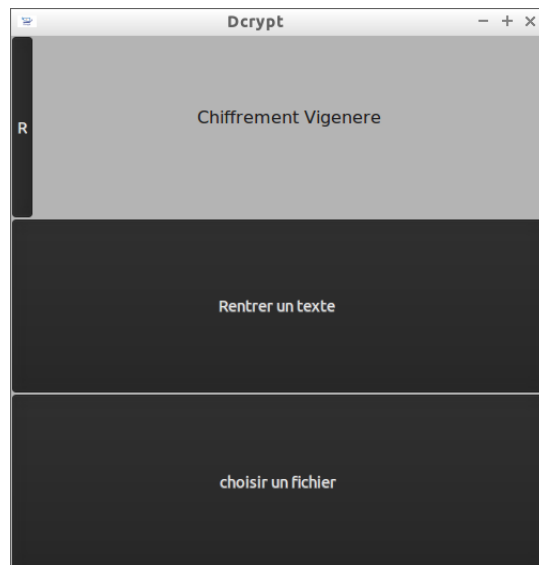 Dcrypt
R
Chiffrement Vigenere
Rentrer un texte
choisir un fichier